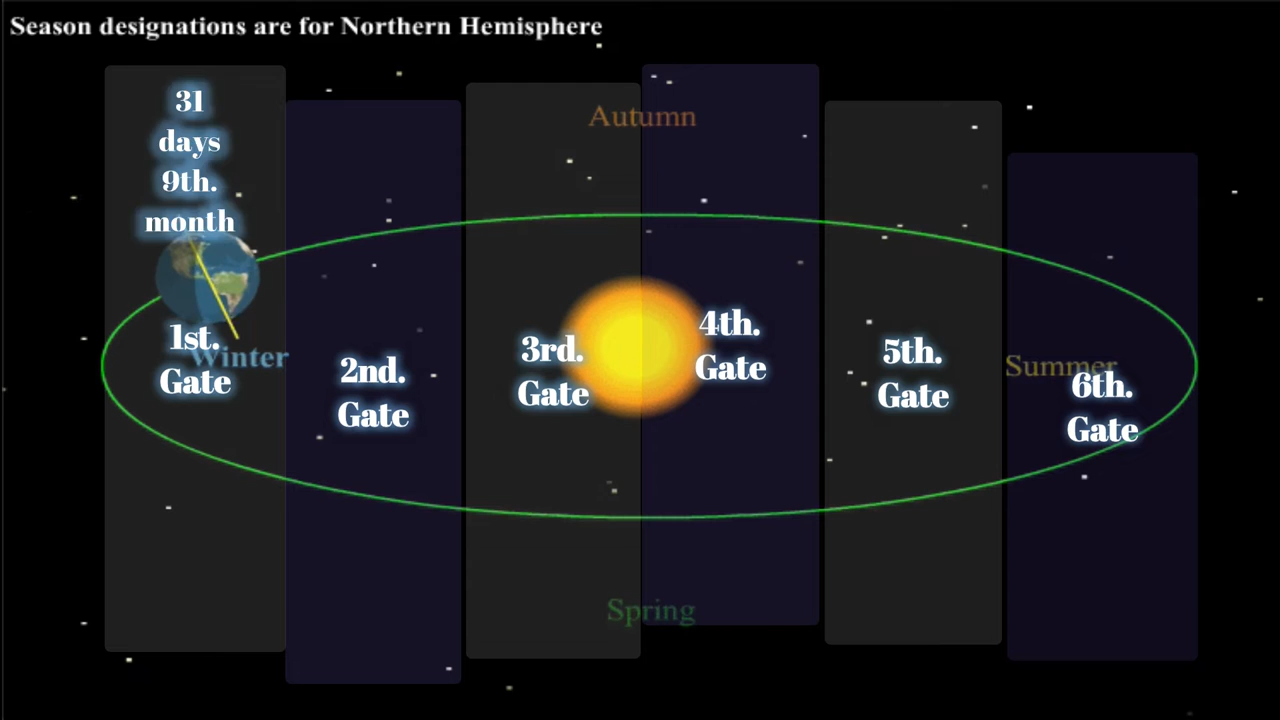 Season designations are for Northern Hemisphere
31
days
9th.
month
Autumn
1st.
Gate
Winter
2nd.
Gate
3rd.
Gate
4th.
Gate
5th.
Gate
Summer
6th.
Gate
Spring